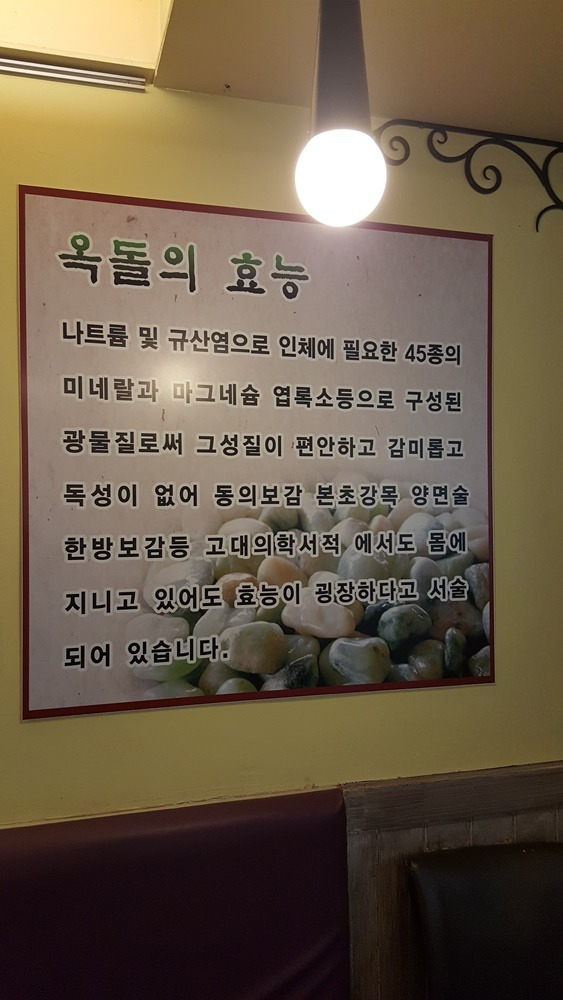 옥돌의 효능
나트륨 및 규산염으로 인체에 필요한 45종의
미네랄과 마그네슘 엽록소등으로 구성된
광물질로써 그성질이 편안하고 감미롭고
독성이 없어 동의보감 본초강목 양면술
한방보감등 고대의학서적 에서도 몸에
지니고 있어도 효능이 굉장하다고 서술
되어 있습니다.